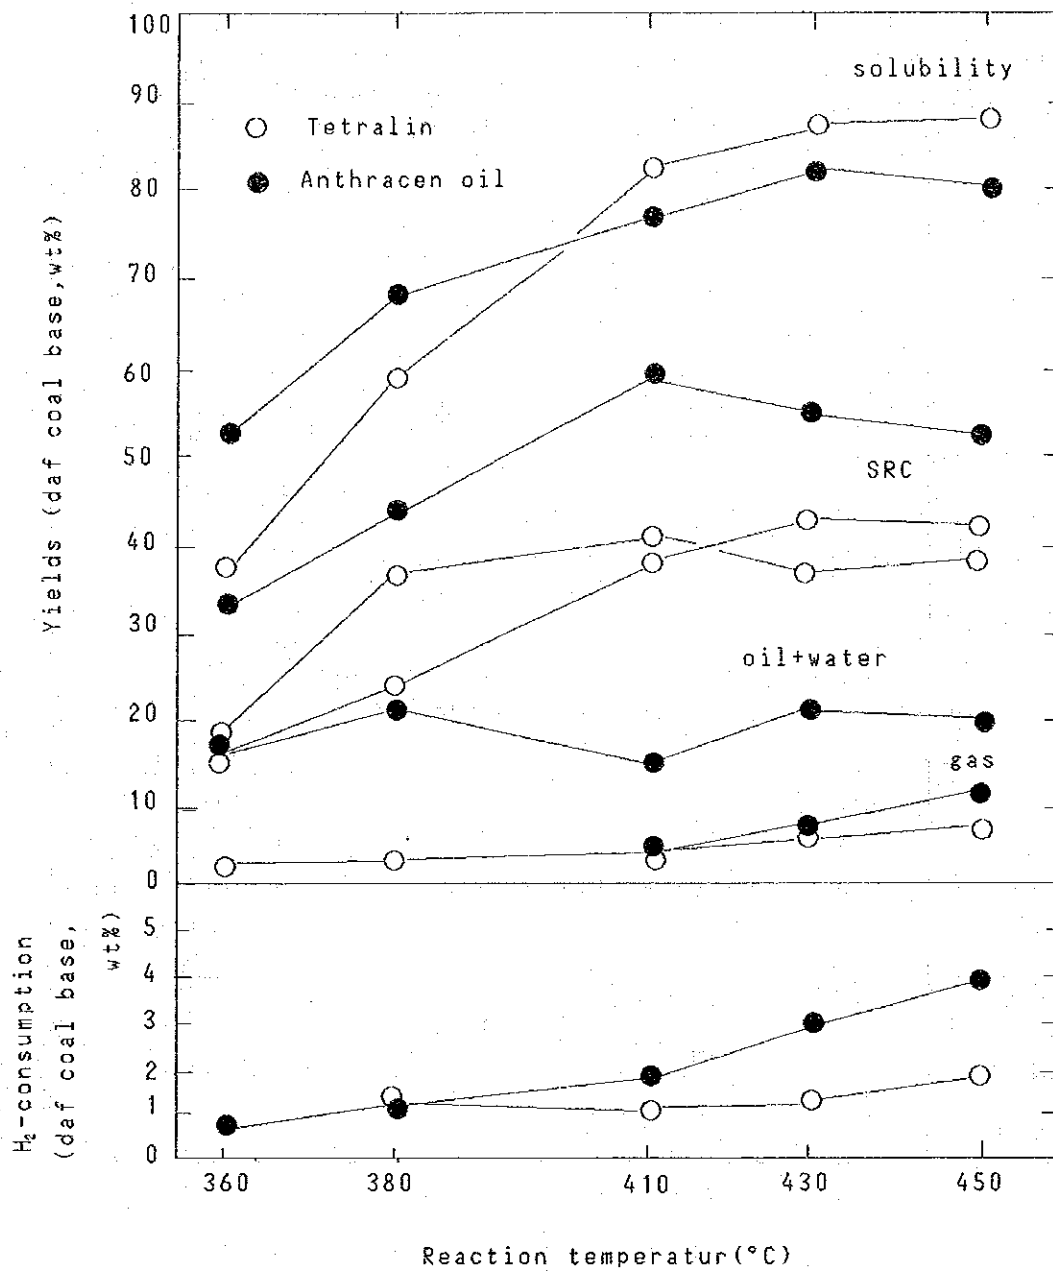 100
90
80
70
60
50
40
30
20
10
0
solubility
Tetralin
Anthracen oil
SRC
oil+water
gas
Yields (daf coal base,wt%)
5
4
3
2
1
0
H₂-consumption
(daf coal base,
wt%)
360 380 410 430 450
Reaction temperatur(°C)